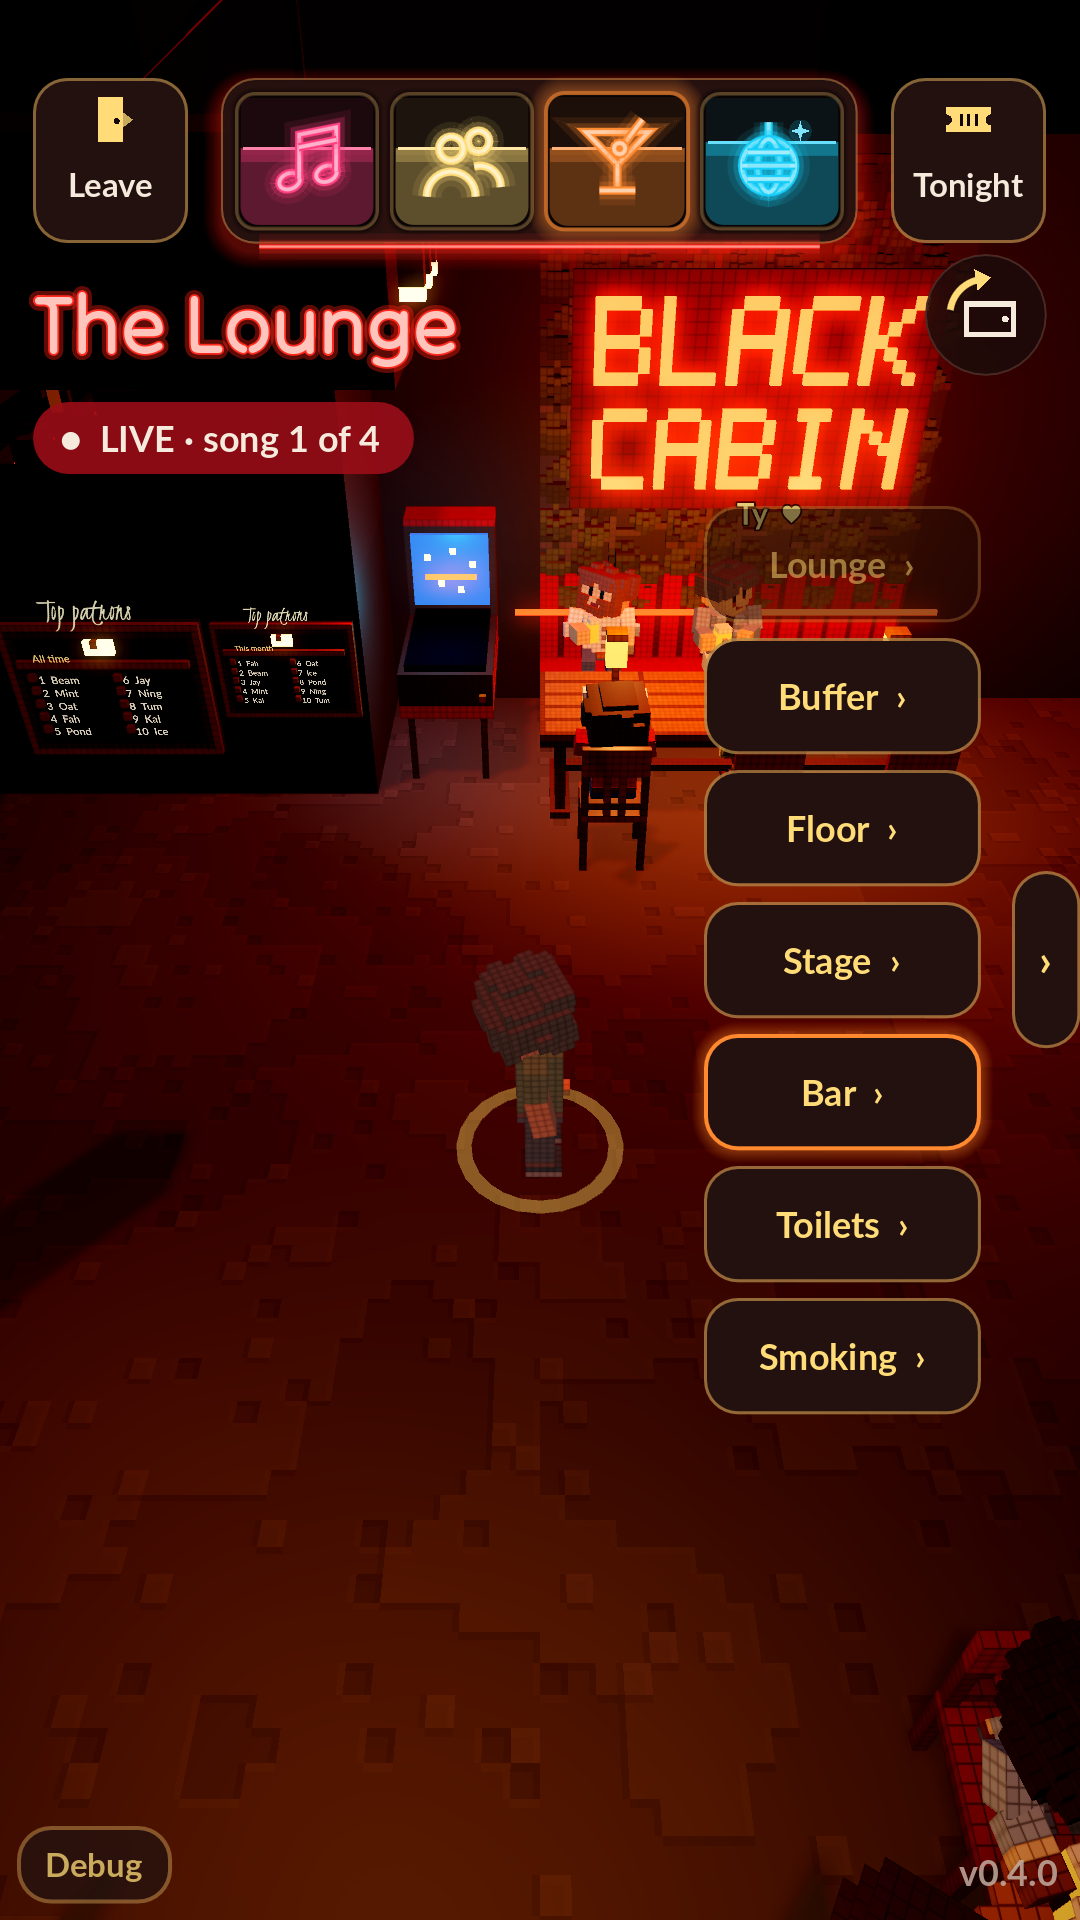 Leave
Tonight
The Lounge
LIVE · song 1 of 4
BLACK
CABIN
Ty ♥
Lounge ›
Buffer ›
Floor ›
Stage ›
Bar ›
Toilets ›
Smoking ›
›
Top patrons
All time
1 Beam 6 Jay
2 Mint 7 Ning
3 Oat 8 Tum
4 Fah 9 Kai
5 Pond 10 Ice
Top patrons
This month
1 Fah 6 Oat
2 Beam 7 Ice
3 Jay 8 Pond
4 Mint 9 Ning
5 Kai 10 Tum
Debug
v0.4.0